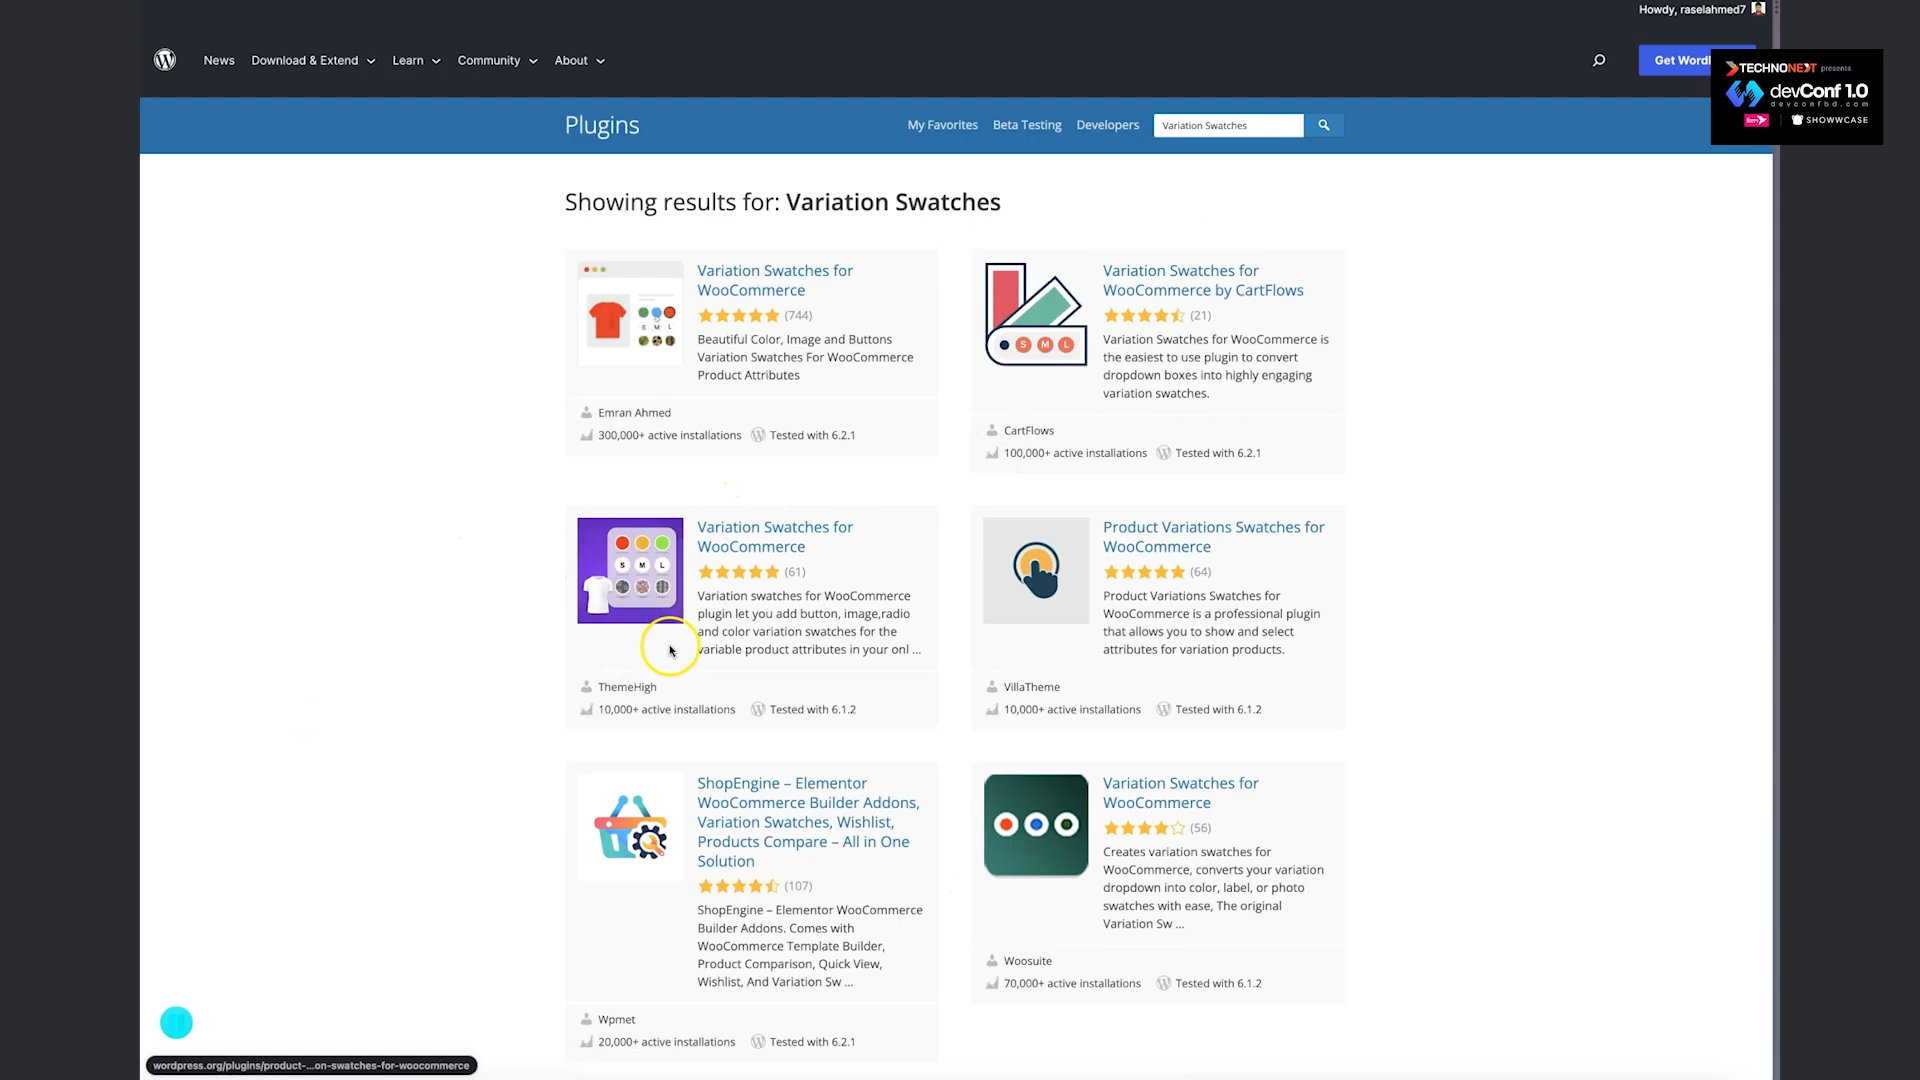 Howdy, raselahmed7
News
Download & Extend
Learn
Community
About
Get Word
TECHNONEXT presents
devConf 1.0
devconfbd.com
SHOWWCASE
Plugins
My Favorites
Beta Testing
Developers
Variation Swatches
Showing results for: Variation Swatches
Variation Swatches for
WooCommerce
(744)
Beautiful Color, Image and Buttons
Variation Swatches For WooCommerce
Product Attributes
Emran Ahmed
300,000+ active installations
Tested with 6.2.1
S M L
Variation Swatches for
WooCommerce by CartFlows
(21)
Variation Swatches for WooCommerce is
the easiest to use plugin to convert
dropdown boxes into highly engaging
variation swatches.
CartFlows
100,000+ active installations
Tested with 6.2.1
S M L
Variation Swatches for
WooCommerce
(61)
Variation swatches for WooCommerce
plugin let you add button, image,radio
and color variation swatches for the
variable product attributes in your onl ...
ThemeHigh
10,000+ active installations
Tested with 6.1.2
S M L
Product Variations Swatches for
WooCommerce
(64)
Product Variations Swatches for
WooCommerce is a professional plugin
that allows you to show and select
attributes for variation products.
VillaTheme
10,000+ active installations
Tested with 6.1.2
ShopEngine – Elementor
WooCommerce Builder Addons,
Variation Swatches, Wishlist,
Products Compare – All in One
Solution
(107)
ShopEngine – Elementor WooCommerce
Builder Addons. Comes with
WooCommerce Template Builder,
Product Comparison, Quick View,
Wishlist, And Variation Sw ...
Wpmet
20,000+ active installations
Tested with 6.2.1
Variation Swatches for
WooCommerce
(56)
Creates variation swatches for
WooCommerce, converts your variation
dropdown into color, label, or photo
swatches with ease, The original
Variation Sw ...
Woosuite
70,000+ active installations
Tested with 6.1.2
wordpress.org/plugins/product-...on-swatches-for-woocommerce